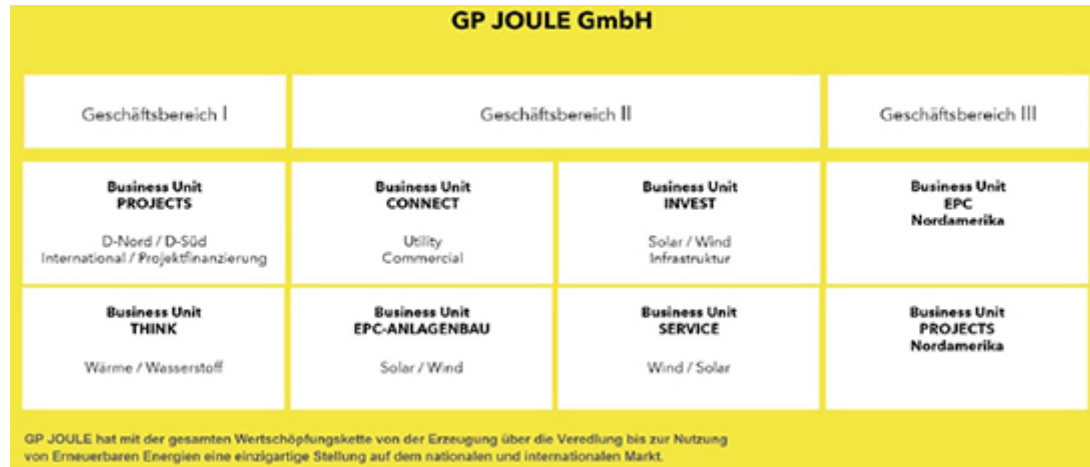 GP JOULE GmbH
Geschäftsbereich I
Geschäftsbereich II
Geschäftsbereich III
Business Unit
PROJECTS
D-Nord / D-Süd
International / Projektfinanzierung
Business Unit
CONNECT
Utility
Commercial
Business Unit
INVEST
Solar / Wind
Infrastruktur
Business Unit
EPC
Nordamerika
Business Unit
THINK
Wärme / Wasserstoff
Business Unit
EPC-ANLAGENBAU
Solar / Wind
Business Unit
SERVICE
Wind / Solar
Business Unit
PROJECTS
Nordamerika
GP JOULE hat mit der gesamten Wertschöpfungskette von der Erzeugung über die Veredlung bis zur Nutzung
von Erneuerbaren Energien eine einzigartige Stellung auf dem nationalen und internationalen Markt.